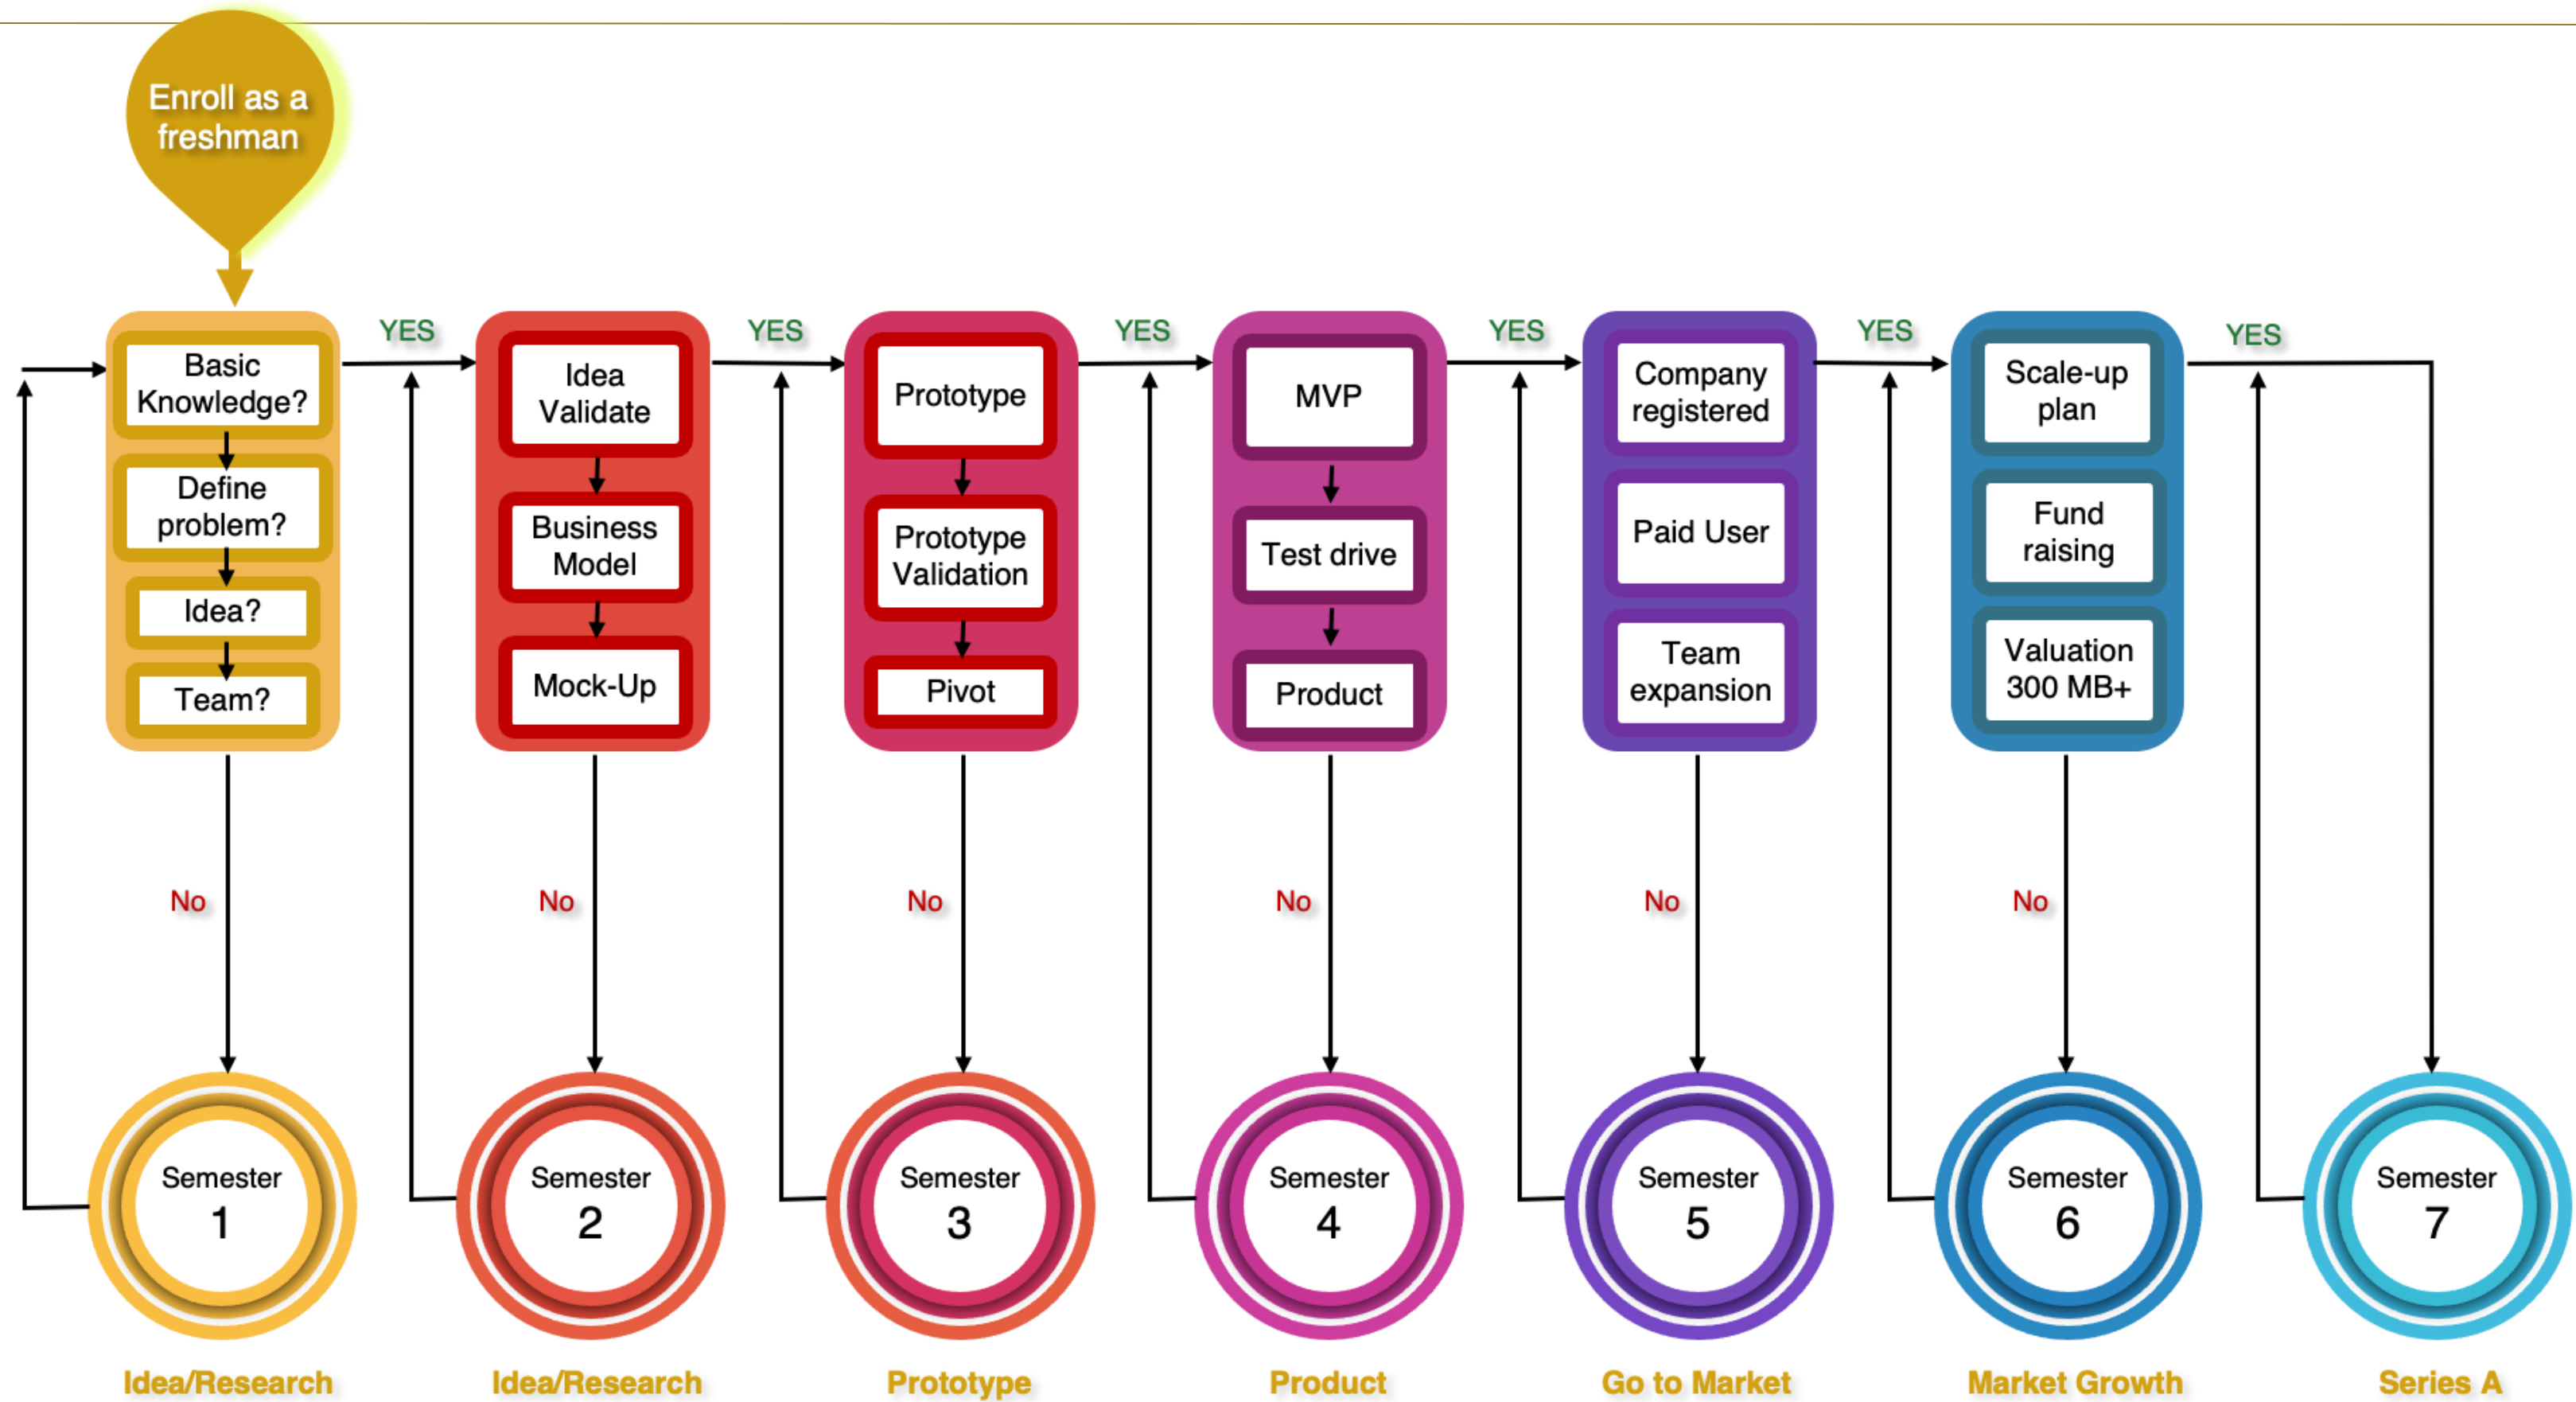 Enroll as a
freshman
YES
YES
YES
YES
YES
YES
Basic
Knowledge?
Define
problem?
Idea?
Team?
Idea
Validate
Business
Model
Mock-Up
Prototype
Prototype
Validation
Pivot
MVP
Test drive
Product
Company
registered
Paid User
Team
expansion
Scale-up
plan
Fund
raising
Valuation
300 MB+
No
No
No
No
No
No
Semester
1
Semester
2
Semester
3
Semester
4
Semester
5
Semester
6
Semester
7
Idea/Research
Idea/Research
Prototype
Product
Go to Market
Market Growth
Series A